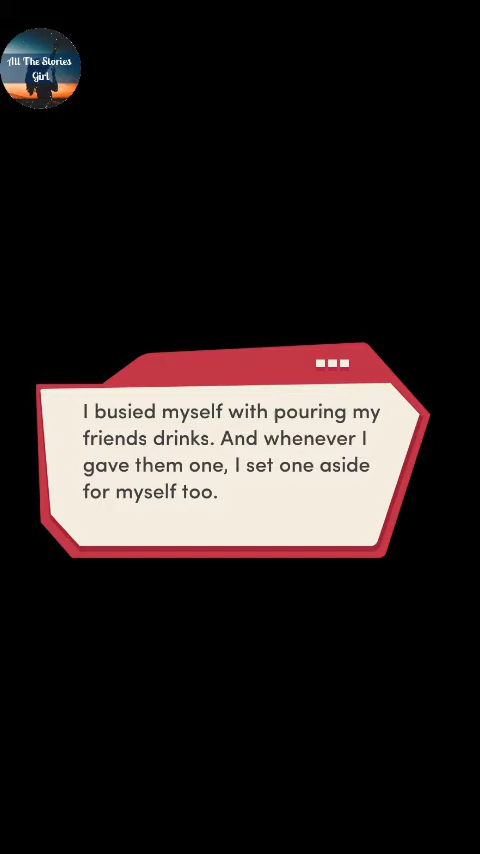 All The Stories
Girl
I busied myself with pouring my
friends drinks. And whenever I
gave them one, I set one aside
for myself too.